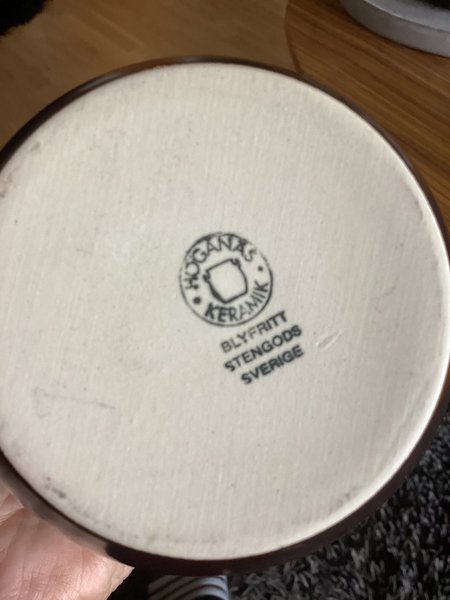 HÖGANÄS
KERAMIK
BLYFRITT
STENGODS
SVERIGE